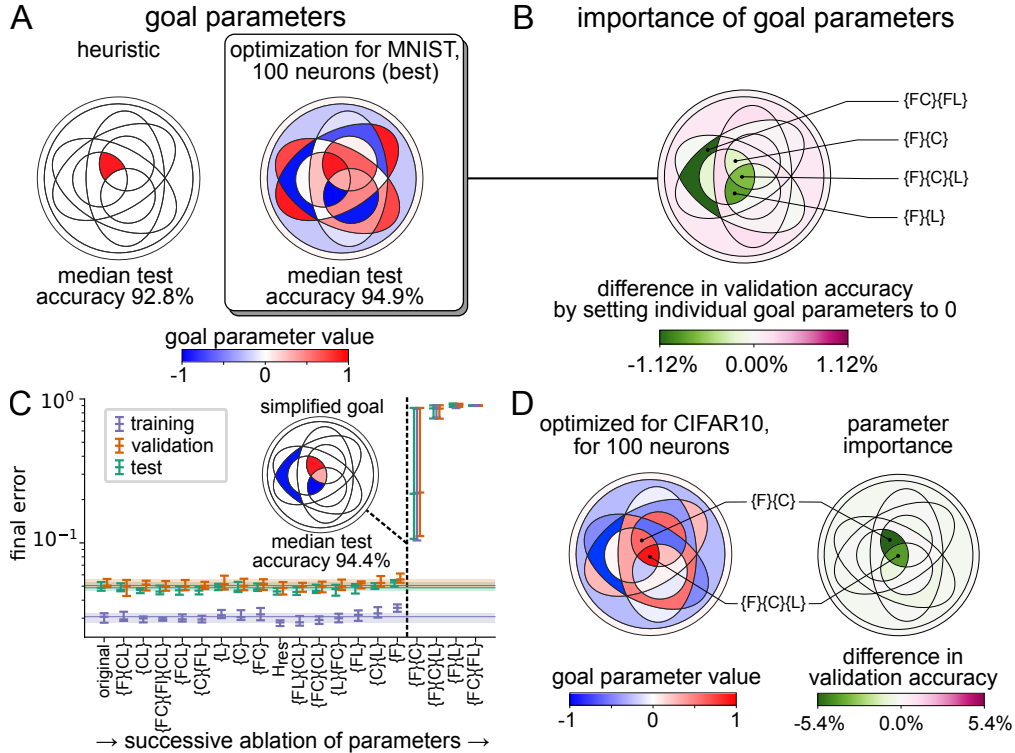 A
goal parameters
heuristic
optimization for MNIST,
100 neurons (best)
median test
accuracy 92.8%
median test
accuracy 94.9%
goal parameter value
-1
0
1
B
importance of goal parameters
{FC}{FL}
{F}{C}
{F}{C}{L}
{F}{L}
difference in validation accuracy
by setting individual goal parameters to 0
-1.12%
0.00%
1.12%
C
final error
10⁰
10⁻¹
training
validation
test
simplified goal
median test
accuracy 94.4%
original
{F}{CL}
{CL}
{FC}{Fl}{CL}
{FCL}
{C}{FL}
{L}
{C}
{FC}
Hres
{FL}{CL}
{FC}{CL}
{L}{FC}
{FL}
{C}{L}
{F}
{F}{C}
{F}{C}{L}
{F}{L}
{FC}{FL}
→ successive ablation of parameters →
D
optimized for CIFAR10,
for 100 neurons
parameter
importance
{F}{C}
{F}{C}{L}
goal parameter value
-1
0
1
difference in
validation accuracy
-5.4%
0.0%
5.4%